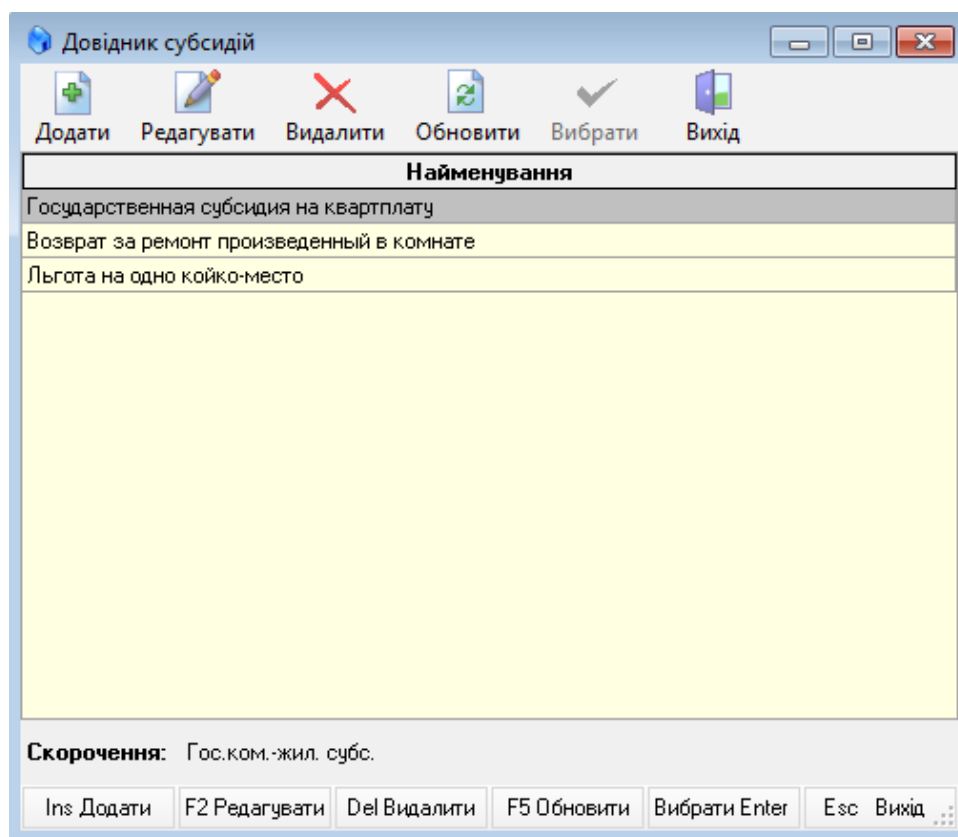 Довідник субсидій
Додати Редагувати Видалити Обновити Вибрати Вихід
Найменування
Государственная субсидия на квартплату
Возврат за ремонт произведенный в комнате
Льгота на одно койко-место
Скорочення: Гос.ком.-жил. субс.
Ins Додати F2 Редагувати Del Видалити F5 Обновити Вибрати Enter Esc Вихід